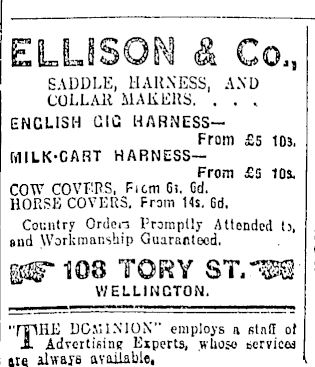 ELLISON & Co.,
SADDLE, HARNESS, AND
COLLAR MAKERS. . . .
ENGLISH GIG HARNESS—
From £5 10s.
MILK-CART HARNESS—
From £5 10s.
COW COVERS, From 6s. 6d.
HORSE COVERS, From 14s. 6d.
Country Orders Promptly Attended to,
and Workmanship Guaranteed.
108 TORY ST.
WELLINGTON.
"THE DOMINION" employs a staff of
Advertising Experts, whose services
are always available.